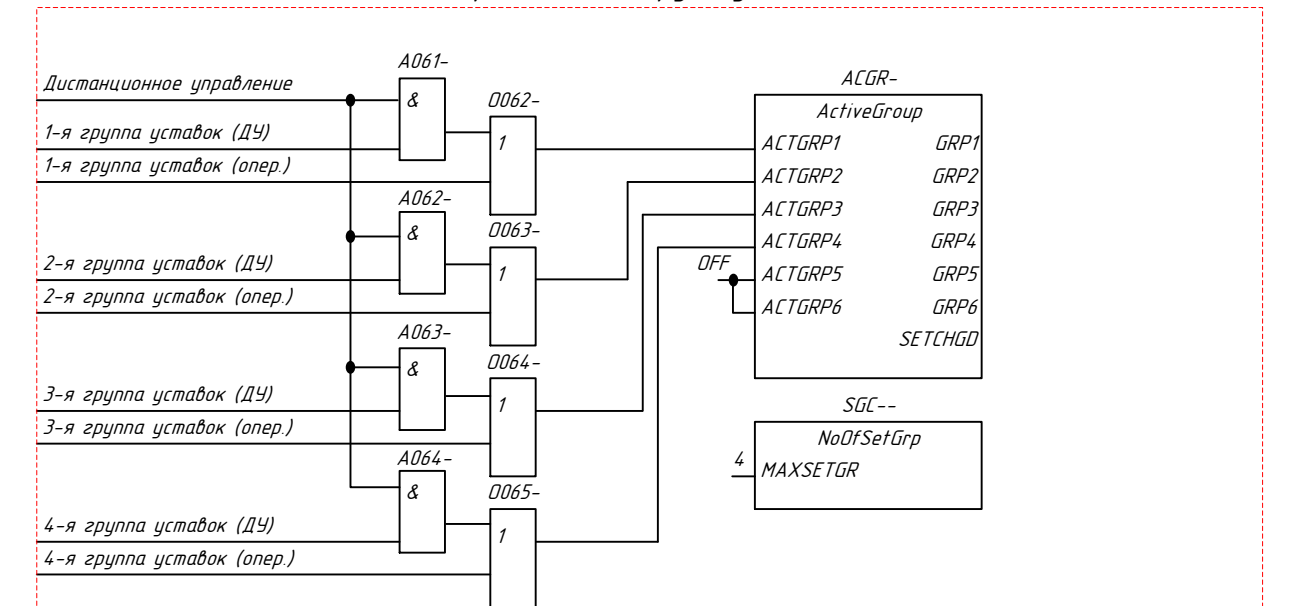 A061-
Дистанционное управление
&
ACGR-
O062-
ActiveGroup
1-я группа уставок (ДУ)
1
ACTGRP1 GRP1
1-я группа уставок (опер.)
ACTGRP2 GRP2
A062-
ACTGRP3 GRP3
&
O063-
ACTGRP4 GRP4
2-я группа уставок (ДУ)
1
OFF
ACTGRP5 GRP5
2-я группа уставок (опер.)
ACTGRP6 GRP6
A063-
SETCHGD
&
O064-
3-я группа уставок (ДУ)
1
SGC--
3-я группа уставок (опер.)
NoOfSetGrp
A064-
4
MAXSETGR
&
O065-
4-я группа уставок (ДУ)
1
4-я группа уставок (опер.)